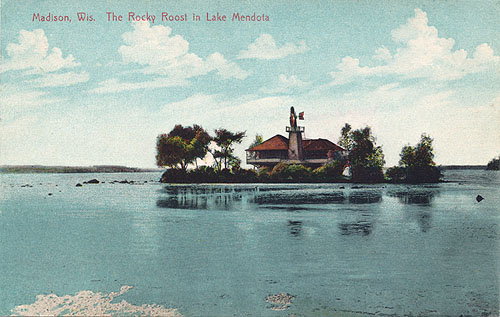 Madison, Wis. The Rocky Roost in Lake Mendota